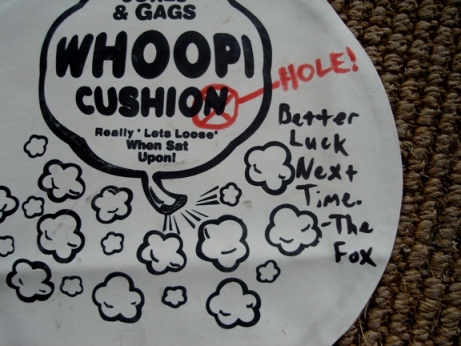 & GAGS
WHOOPI
CUSHION
HOLE!
Really "Lets Loose"
When Sat
Upon!
Better
Luck
Next
Time.
-The
Fox